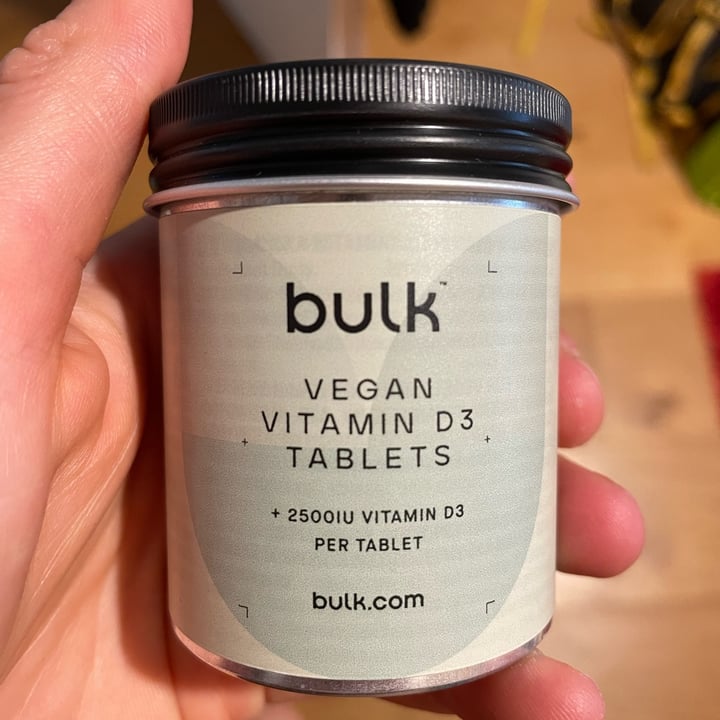 bulk™
VEGAN
VITAMIN D3
TABLETS
+ 2500IU VITAMIN D3
PER TABLET
bulk.com